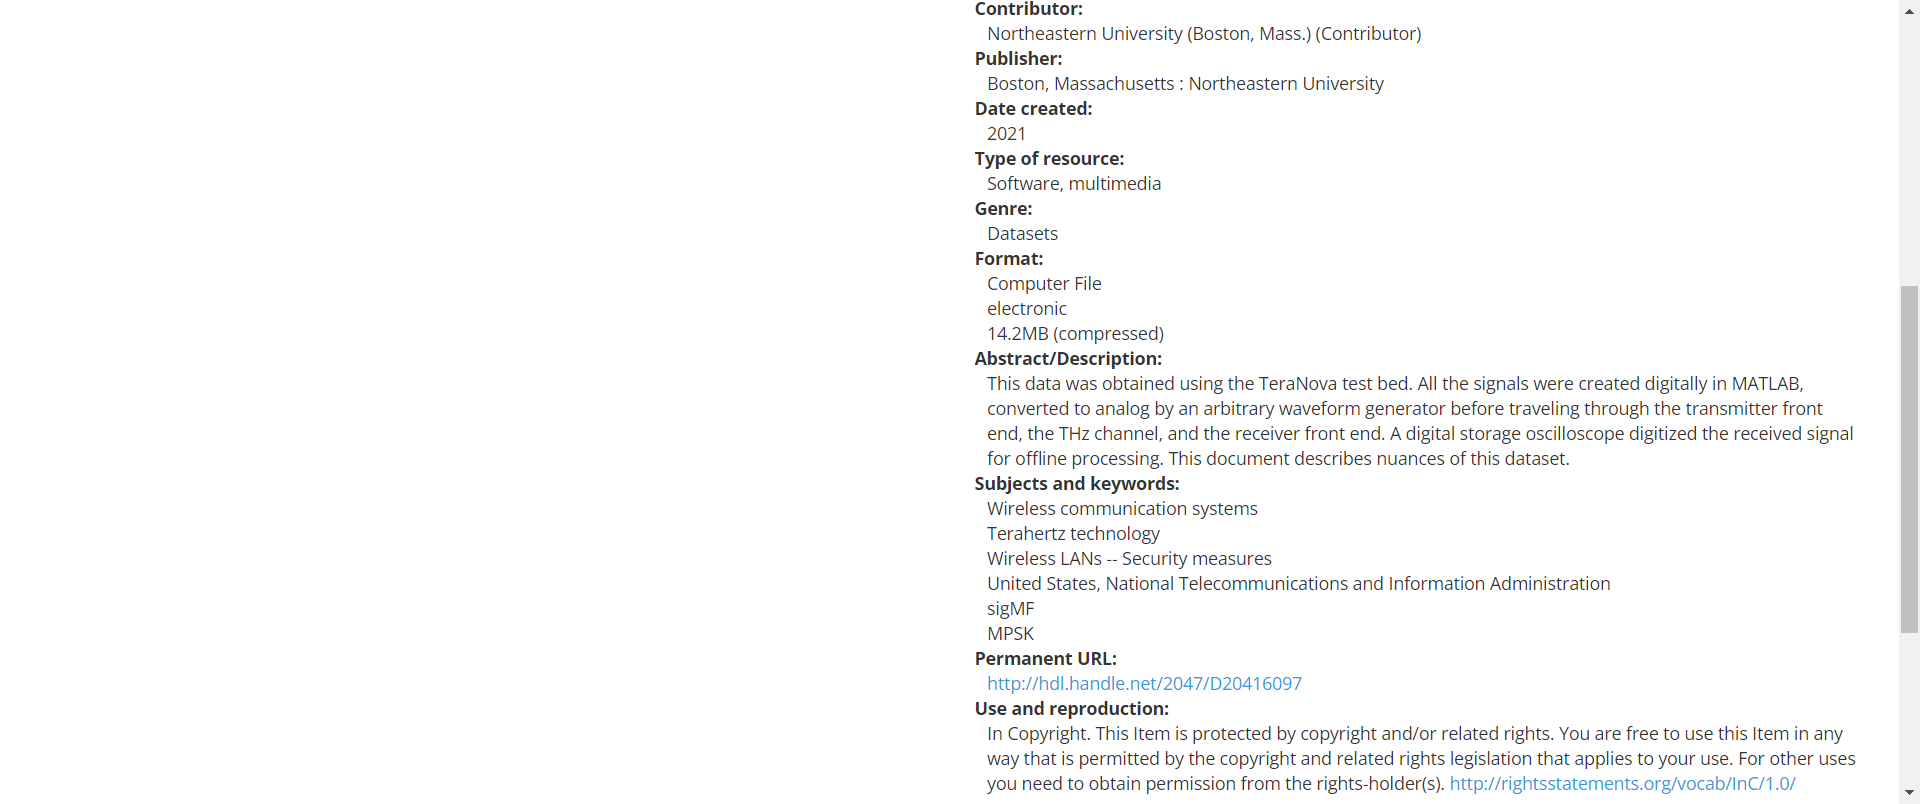 Contributor:
Northeastern University (Boston, Mass.) (Contributor)
Publisher:
Boston, Massachusetts : Northeastern University
Date created:
2021
Type of resource:
Software, multimedia
Genre:
Datasets
Format:
Computer File
electronic
14.2MB (compressed)
Abstract/Description:
This data was obtained using the TeraNova test bed. All the signals were created digitally in MATLAB,
converted to analog by an arbitrary waveform generator before traveling through the transmitter front
end, the THz channel, and the receiver front end. A digital storage oscilloscope digitized the received signal
for offline processing. This document describes nuances of this dataset.
Subjects and keywords:
Wireless communication systems
Terahertz technology
Wireless LANs -- Security measures
United States, National Telecommunications and Information Administration
sigMF
MPSK
Permanent URL:
http://hdl.handle.net/2047/D20416097
Use and reproduction:
In Copyright. This Item is protected by copyright and/or related rights. You are free to use this Item in any
way that is permitted by the copyright and related rights legislation that applies to your use. For other uses
you need to obtain permission from the rights-holder(s). http://rightsstatements.org/vocab/InC/1.0/